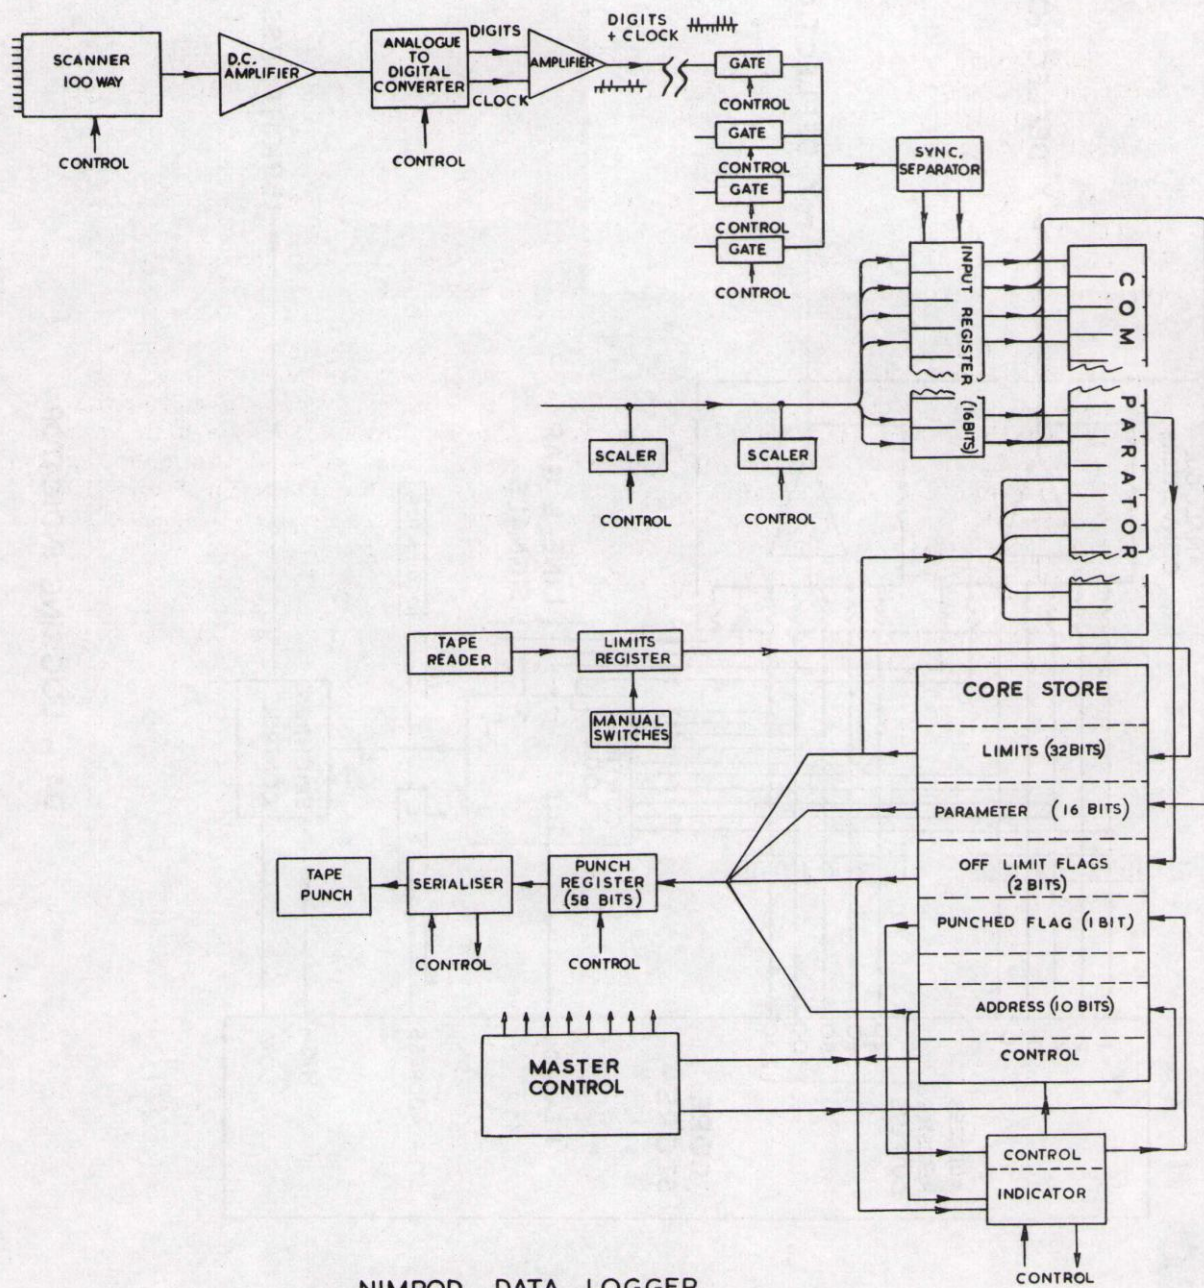 SCANNER
100 WAY
CONTROL
D.C.
AMPLIFIER
ANALOGUE
TO
DIGITAL
CONVERTER
CONTROL
DIGITS
CLOCK
AMPLIFIER
DIGITS
+ CLOCK
GATE
CONTROL
GATE
CONTROL
GATE
CONTROL
GATE
CONTROL
SYNC.
SEPARATOR
INPUT REGISTER (16BITS)
COM PARATOR
SCALER
CONTROL
SCALER
CONTROL
TAPE
READER
LIMITS
REGISTER
MANUAL
SWITCHES
CORE STORE
LIMITS (32BITS)
PARAMETER (16 BITS)
OFF LIMIT FLAGS
(2 BITS)
PUNCHED FLAG (1 BIT)
ADDRESS (10 BITS)
CONTROL
TAPE
PUNCH
SERIALISER
CONTROL
PUNCH
REGISTER
(58 BITS)
CONTROL
MASTER
CONTROL
CONTROL
INDICATOR
CONTROL
NIMROD DATA LOGGER